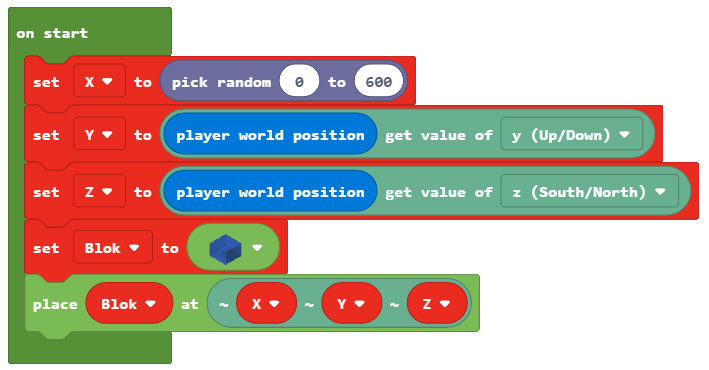 on start
set X to pick random 0 to 600
set Y to player world position get value of y (Up/Down)
set Z to player world position get value of z (South/North)
set Blok to
place Blok at ~ X ~ Y ~ Z